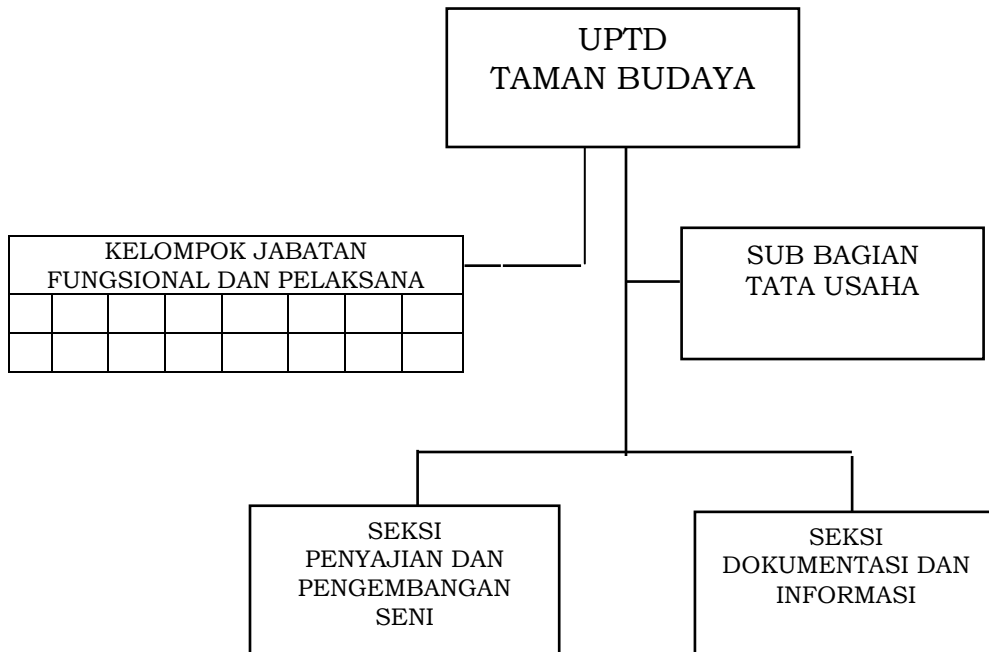 UPTD
TAMAN BUDAYA
KELOMPOK JABATAN
FUNGSIONAL DAN PELAKSANA
SUB BAGIAN
TATA USAHA
SEKSI
PENYAJIAN DAN
PENGEMBANGAN
SENI
SEKSI
DOKUMENTASI DAN
INFORMASI